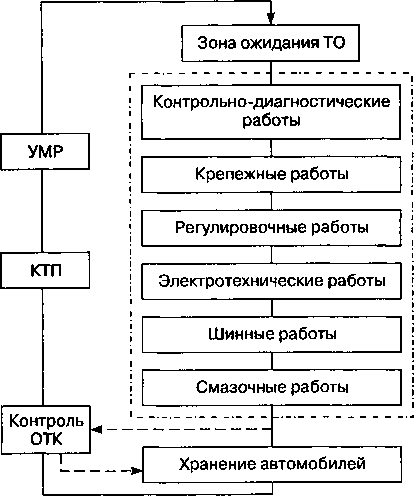 Зона ожидания ТО
Контрольно-диагностические
работы
УМР
Крепежные работы
Регулировочные работы
КТП
Электротехнические работы
Шинные работы
Смазочные работы
Контроль
ОТК
Хранение автомобилей